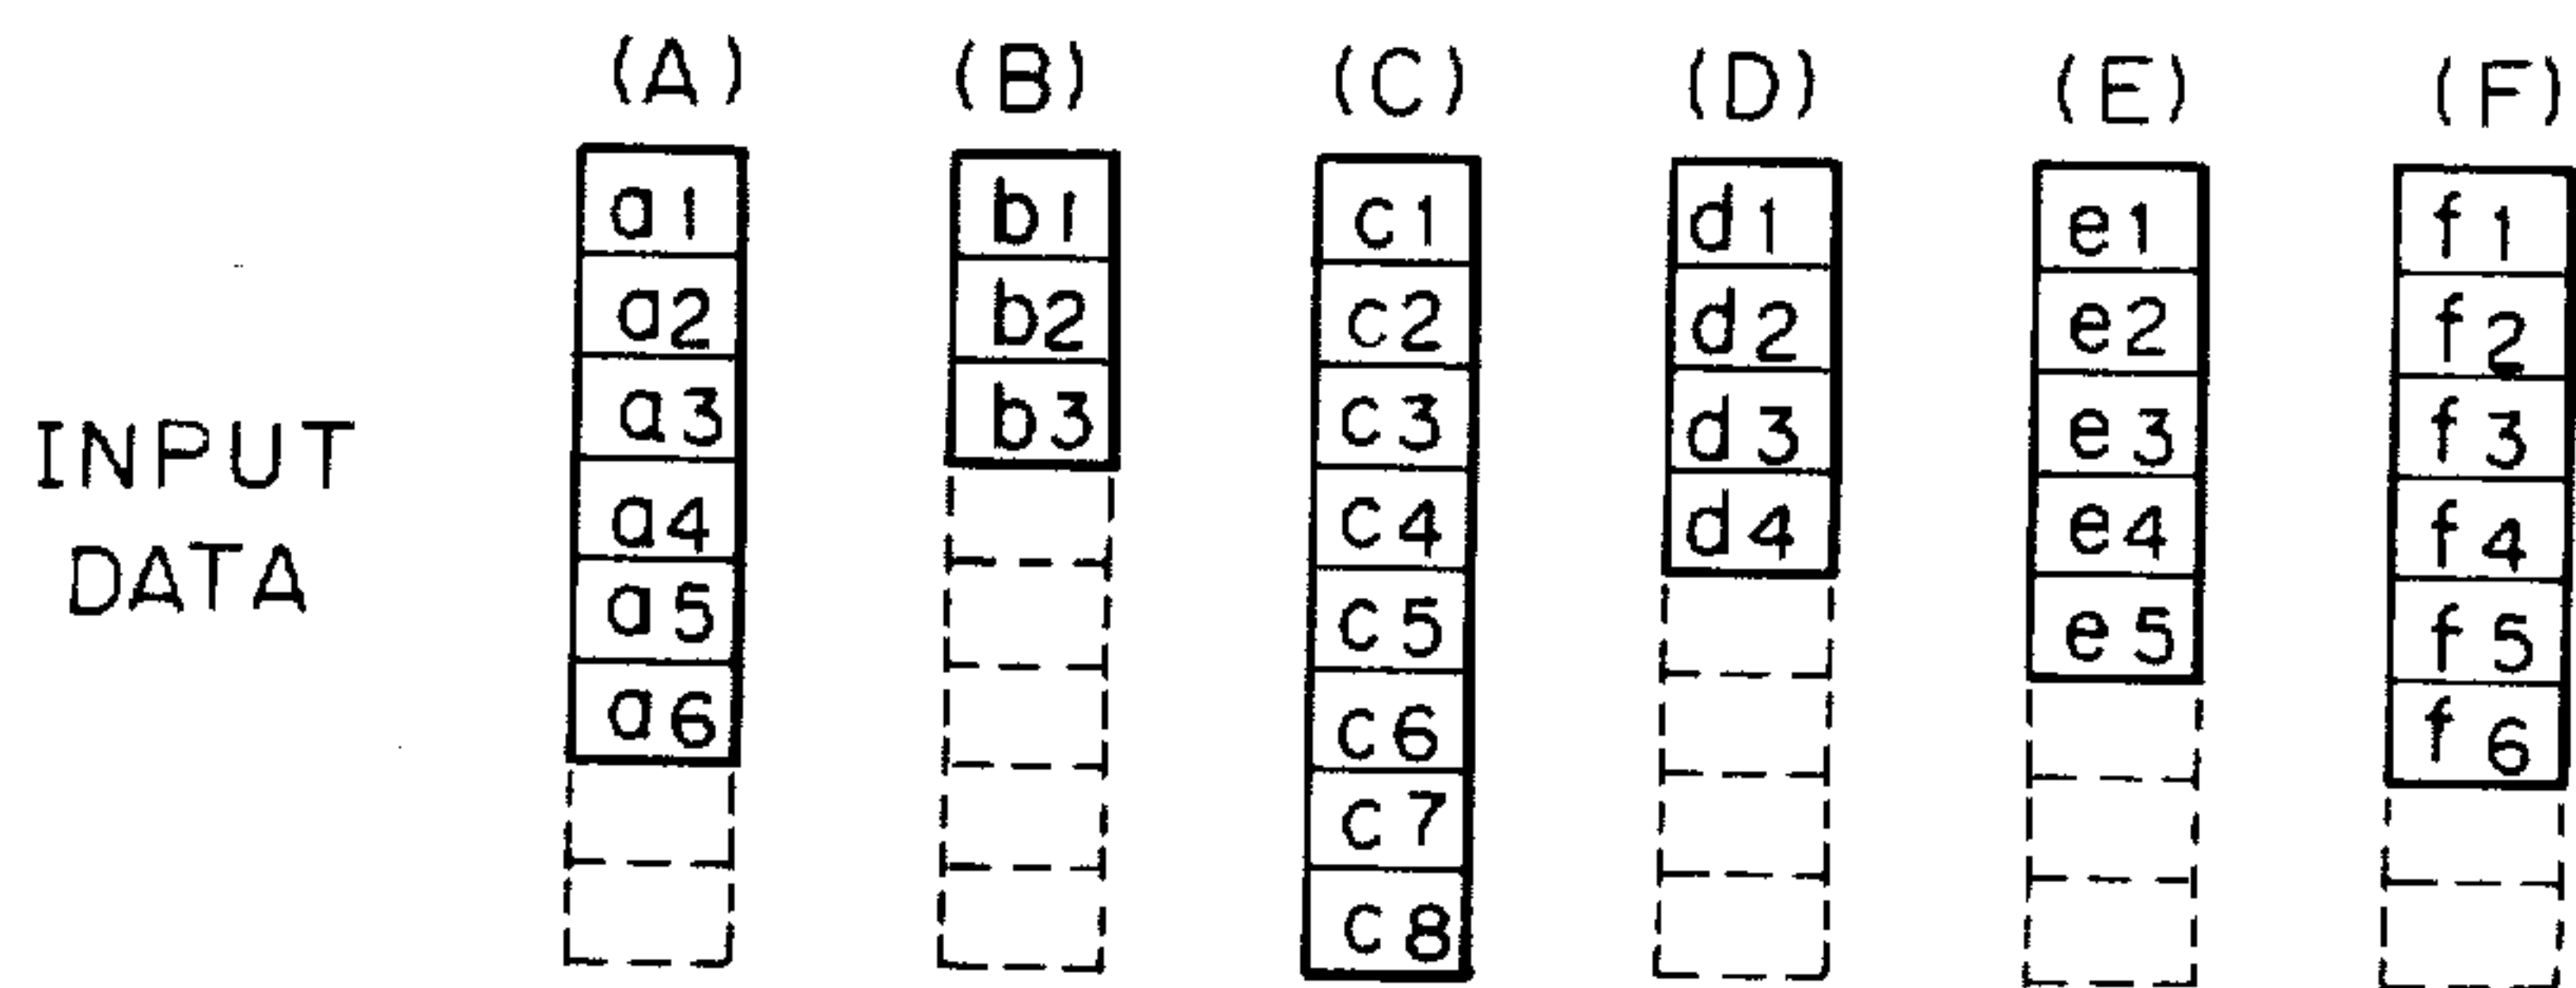 (A) (B) (C) (D) (E) (F)
a1 b1 c1 d1 e1 f1
a2 b2 c2 d2 e2 f2
a3 b3 c3 d3 e3 f3
INPUT
a4 b4 c4 d4 e4 f4
DATA
a5 c5 e5 f5
a6 c6 f6
c7
c8